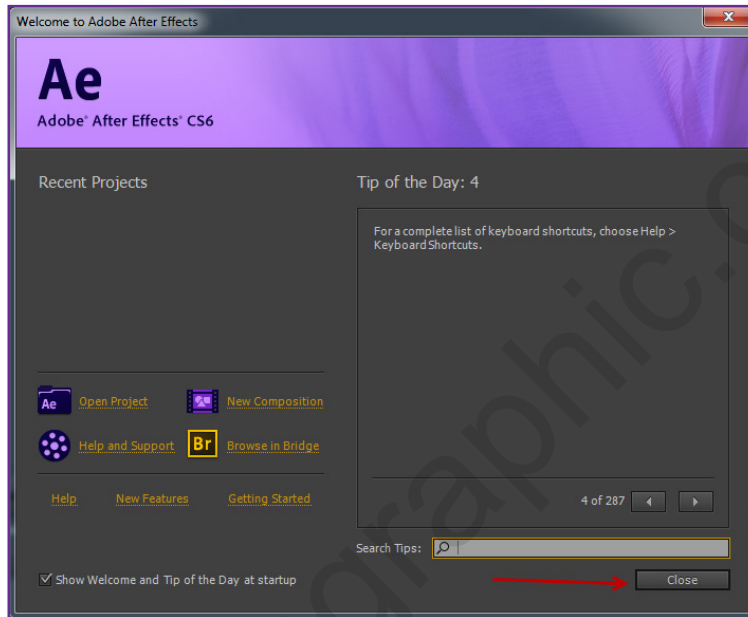 Welcome to Adobe After Effects
Ae
Adobe® After Effects® CS6
Recent Projects
Tip of the Day: 4
For a complete list of keyboard shortcuts, choose Help >
Keyboard Shortcuts.
Ae
Open Project
New Composition
Help and Support
Br
Browse in Bridge
Help
New Features
Getting Started
4 of 287
Search Tips:
Show Welcome and Tip of the Day at startup
Close
graphic.c